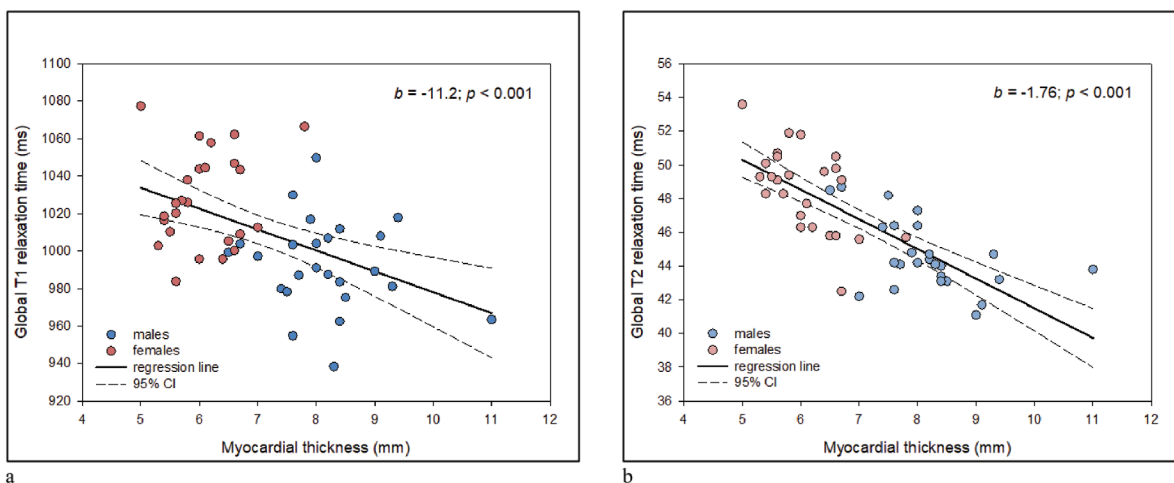 1100
1080
1060
1040
1020
1000
980
960
940
920
Global T1 relaxation time (ms)
b = -11.2; p < 0.001
males
females
regression line
95% CI
4 5 6 7 8 9 10 11 12
Myocardial thickness (mm)
a
56
54
52
50
48
46
44
42
40
38
36
Global T2 relaxation time (ms)
b = -1.76; p < 0.001
males
females
regression line
95% CI
4 5 6 7 8 9 10 11 12
Myocardial thickness (mm)
b